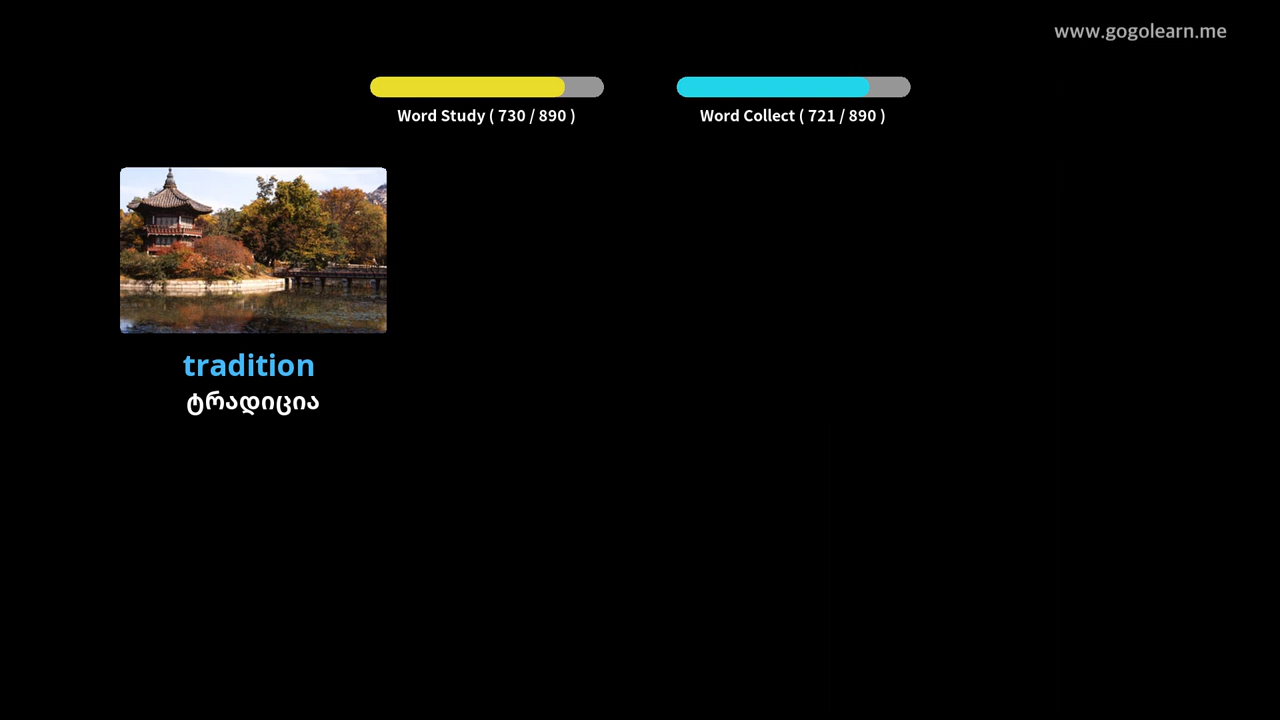 www.gogolearn.me
Word Study ( 730 / 890 )
Word Collect ( 721 / 890 )
tradition
ტრადიცია